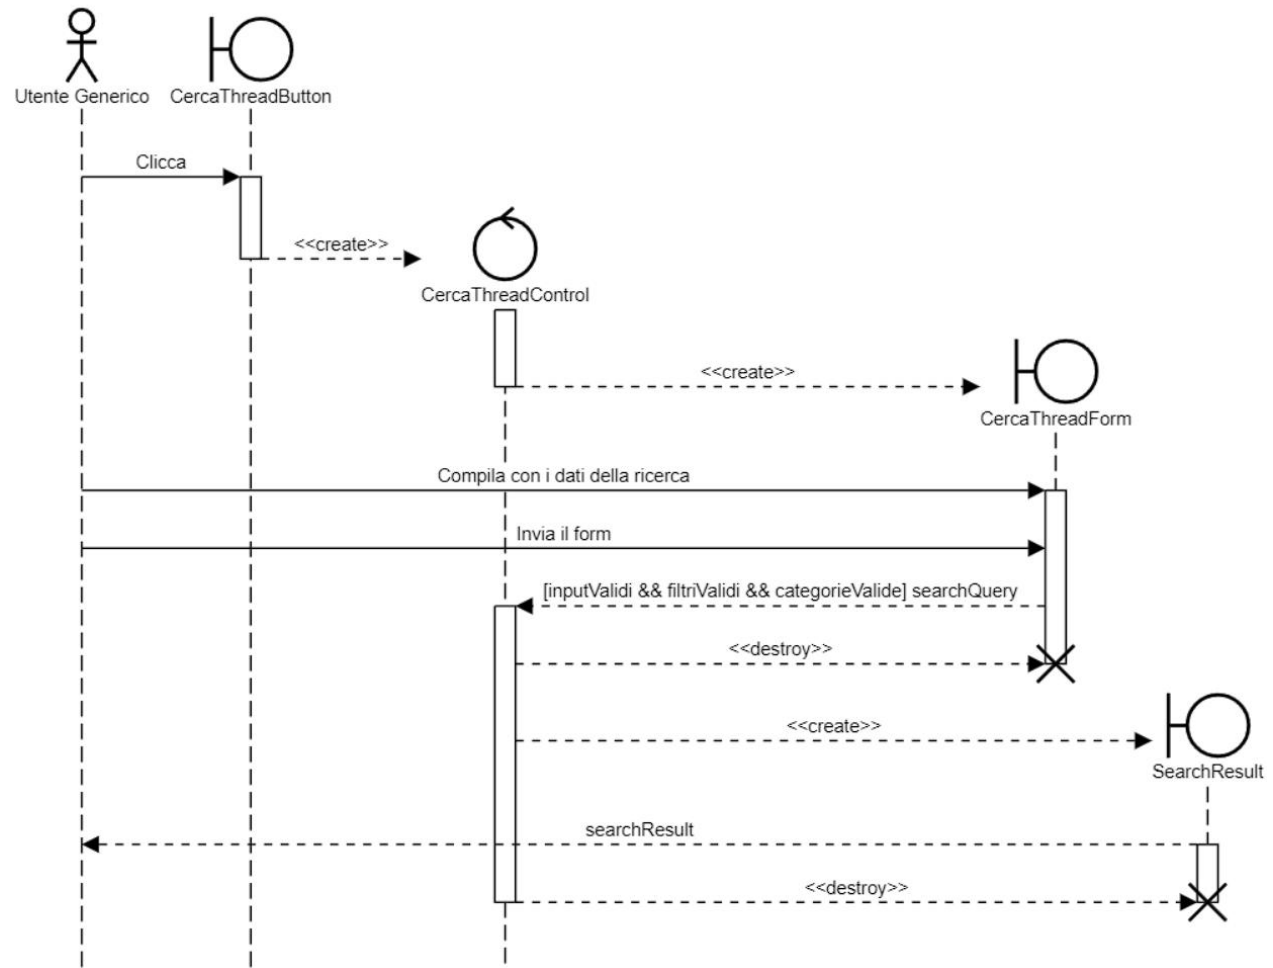 Utente Generico
CercaThreadButton
Clicca
<<create>>
CercaThreadControl
<<create>>
CercaThreadForm
Compila con i dati della ricerca
Invia il form
[inputValidi && filtriValidi && categorieValide] searchQuery
<<destroy>>
<<create>>
SearchResult
searchResult
<<destroy>>